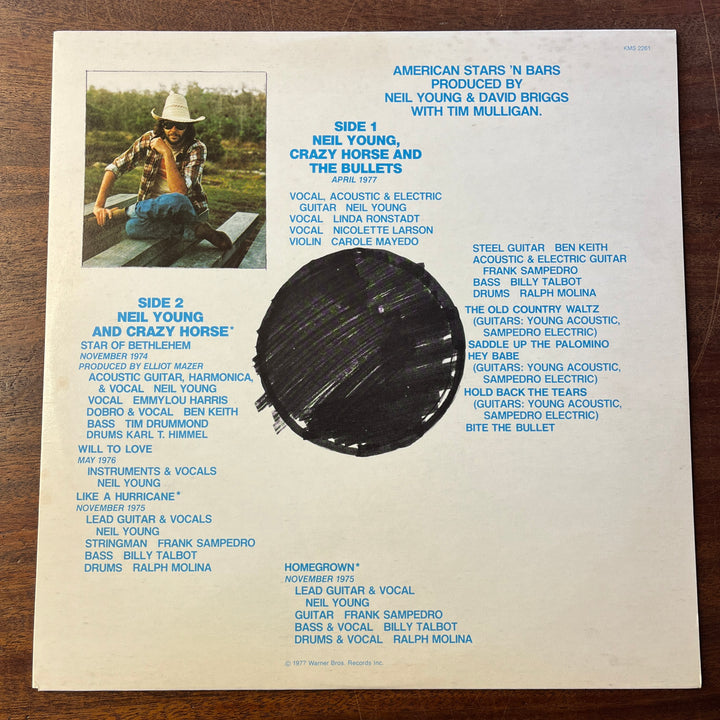 KMS 2261
AMERICAN STARS 'N BARS
PRODUCED BY
NEIL YOUNG & DAVID BRIGGS
WITH TIM MULLIGAN.
SIDE 1
NEIL YOUNG,
CRAZY HORSE AND
THE BULLETS
APRIL 1977
VOCAL, ACOUSTIC & ELECTRIC
GUITAR NEIL YOUNG
VOCAL LINDA RONSTADT
VOCAL NICOLETTE LARSON
VIOLIN CAROLE MAYEDO
STEEL GUITAR BEN KEITH
ACOUSTIC & ELECTRIC GUITAR
FRANK SAMPEDRO
BASS BILLY TALBOT
DRUMS RALPH MOLINA
THE OLD COUNTRY WALTZ
(GUITARS: YOUNG ACOUSTIC,
SAMPEDRO ELECTRIC)
SADDLE UP THE PALOMINO
HEY BABE
(GUITARS: YOUNG ACOUSTIC,
SAMPEDRO ELECTRIC)
HOLD BACK THE TEARS
(GUITARS: YOUNG ACOUSTIC,
SAMPEDRO ELECTRIC)
BITE THE BULLET
SIDE 2
NEIL YOUNG
AND CRAZY HORSE*
STAR OF BETHLEHEM
NOVEMBER 1974
PRODUCED BY ELLIOT MAZER
ACOUSTIC GUITAR, HARMONICA,
& VOCAL NEIL YOUNG
VOCAL EMMYLOU HARRIS
DOBRO & VOCAL BEN KEITH
BASS TIM DRUMMOND
DRUMS KARL T. HIMMEL
WILL TO LOVE
MAY 1976
INSTRUMENTS & VOCALS
NEIL YOUNG
LIKE A HURRICANE*
NOVEMBER 1975
LEAD GUITAR & VOCALS
NEIL YOUNG
STRINGMAN FRANK SAMPEDRO
BASS BILLY TALBOT
DRUMS RALPH MOLINA
HOMEGROWN*
NOVEMBER 1975
LEAD GUITAR & VOCAL
NEIL YOUNG
GUITAR FRANK SAMPEDRO
BASS & VOCAL BILLY TALBOT
DRUMS & VOCAL RALPH MOLINA
© 1977 Warner Bros. Records Inc.